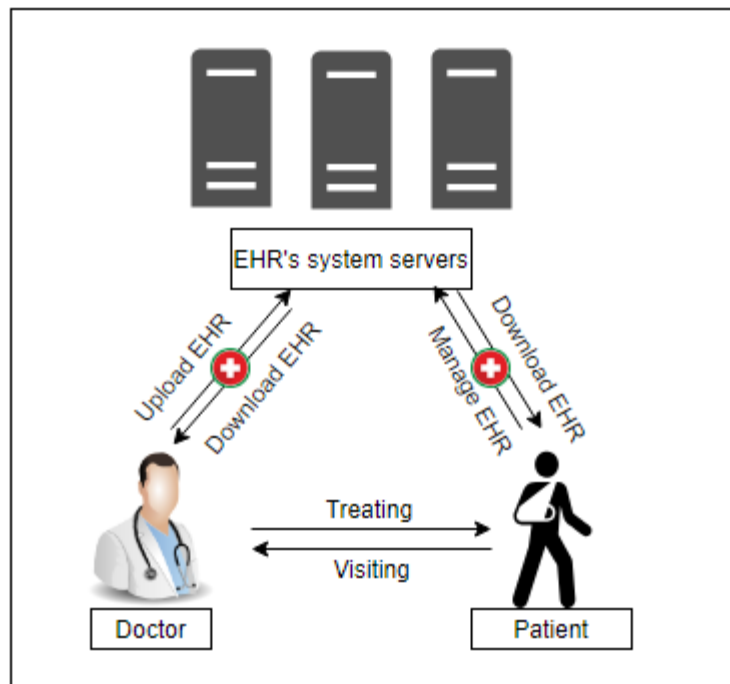 EHR's system servers
Upload EHR
Download EHR
Manage EHR
Download EHR
Treating
Visiting
Doctor
Patient